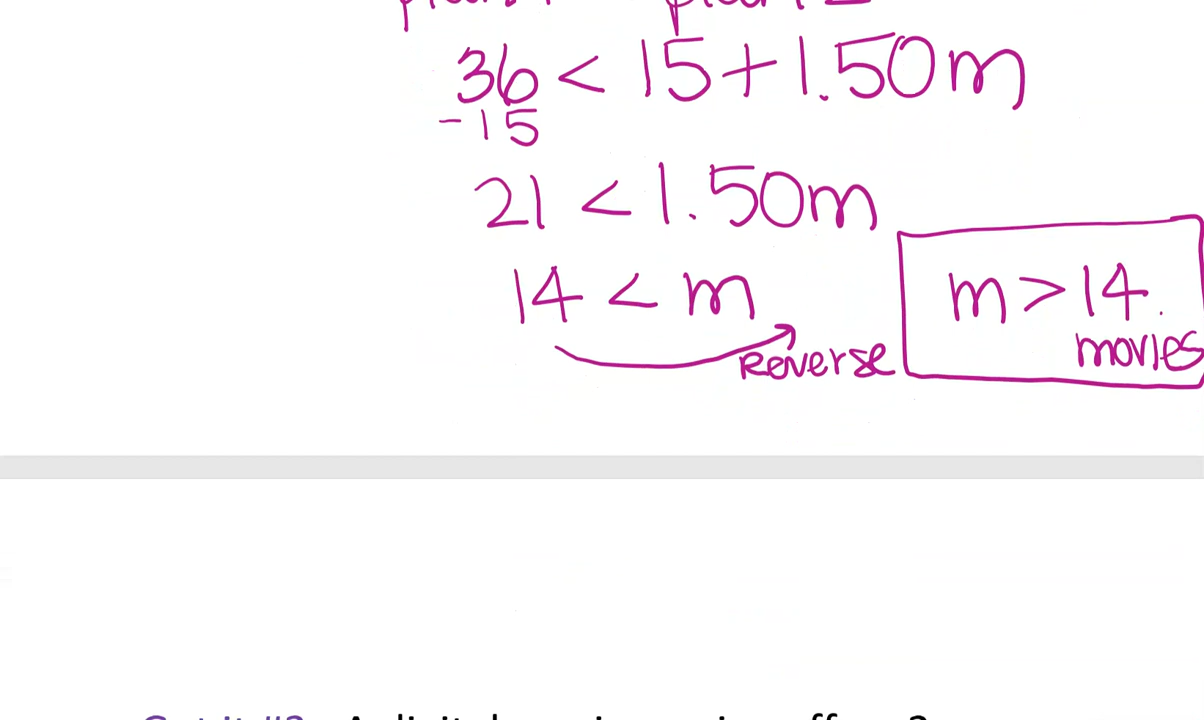 36 < 15 + 1.50m
-15
21 < 1.50m
14 < m
Reverse
m > 14.
movies